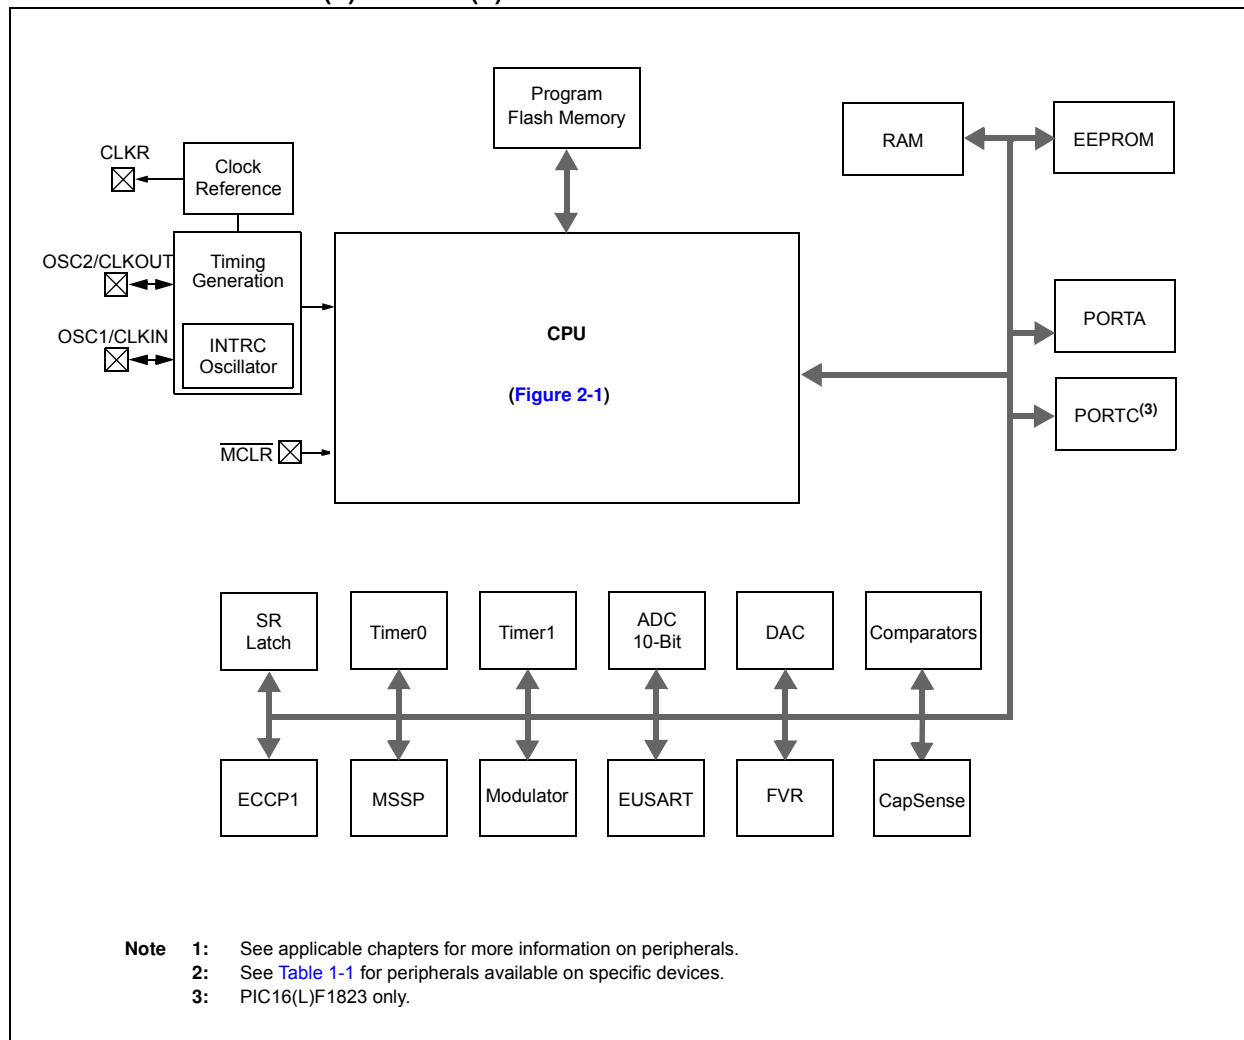 Program
Flash Memory
RAM
EEPROM
CLKR
Clock
Reference
OSC2/CLKOUT
Timing
Generation
OSC1/CLKIN
INTRC
Oscillator
MCLR
CPU
(Figure 2-1)
PORTA
PORTC(3)
SR
Latch
Timer0
Timer1
ADC
10-Bit
DAC
Comparators
ECCP1
MSSP
Modulator
EUSART
FVR
CapSense
Note 1: See applicable chapters for more information on peripherals.
2: See Table 1-1 for peripherals available on specific devices.
3: PIC16(L)F1823 only.